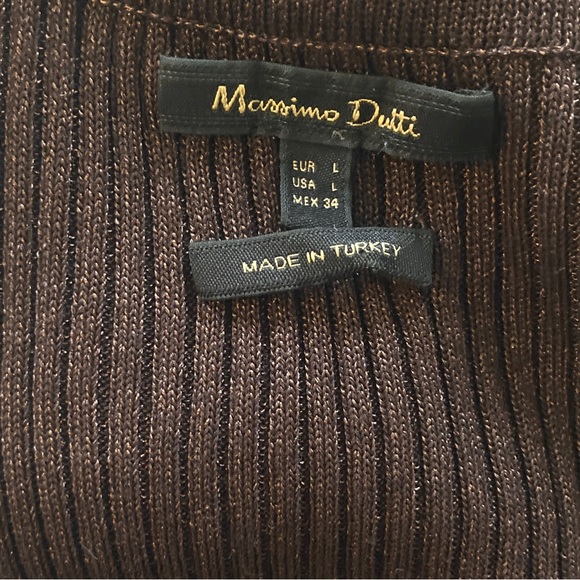 Massimo Dutti
EUR L
USA L
MEX 34
MADE IN TURKEY